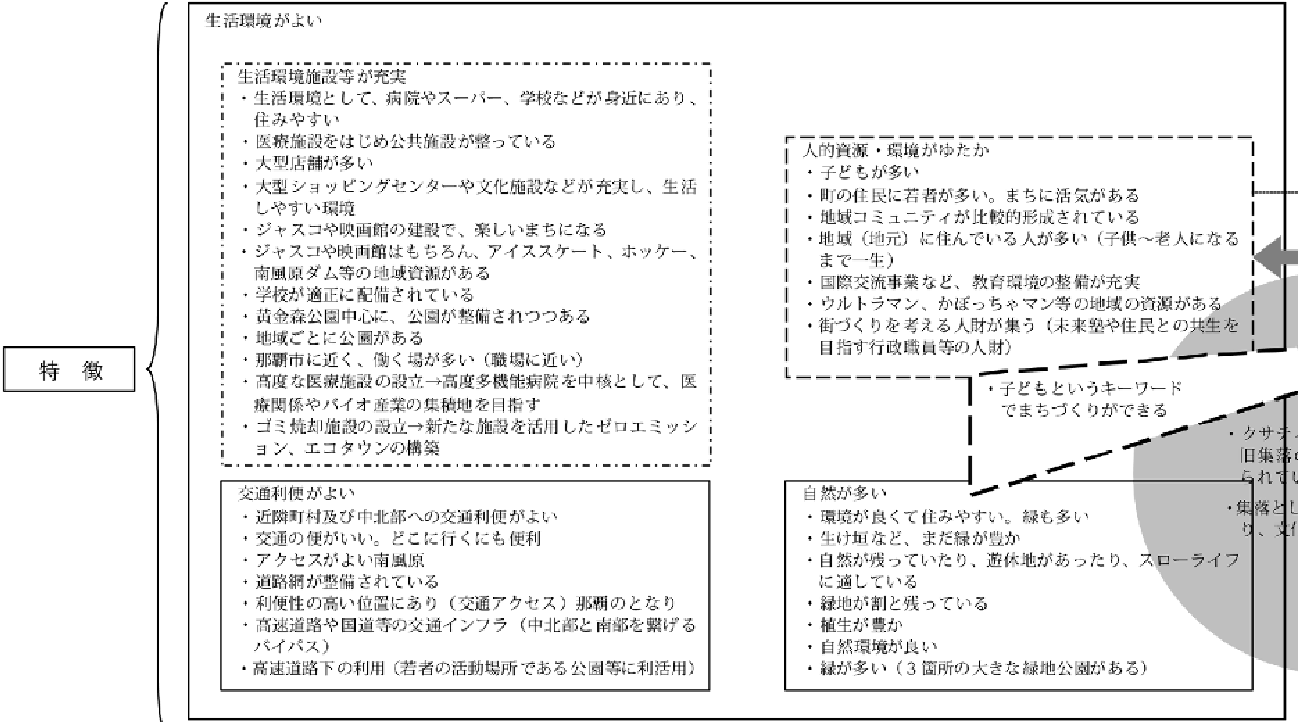 特 徴
生活環境がよい
生活環境施設等が充実
・生活環境として、病院やスーパー、学校などが身近にあり、
住みやすい
・医療施設をはじめ公共施設が整っている
・大型店舗が多い
・大型ショッピングセンターや文化施設などが充実し、生活
しやすい環境
・ジャスコや映画館の建設で、楽しいまちになる
・ジャスコや映画館はもちろん、アイススケート、ホッケー、
南風原ダム等の地域資源がある
・学校が適正に配備されている
・黄金森公園中心に、公園が整備されつつある
・地域ごとに公園がある
・那覇市に近く、働く場が多い（職場に近い）
・高度な医療施設の設立→高度多機能病院を中核として、医
療関係やバイオ産業の集積地を目指す
・ゴミ焼却施設の設立→新たな施設を活用したゼロエミッシ
ョン、エコタウンの構築
交通利便がよい
・近隣町村及び中北部への交通利便がよい
・交通の便がいい。どこに行くにも便利
・アクセスがよい南風原
・道路網が整備されている
・利便性の高い位置にあり（交通アクセス）那覇のとなり
・高速道路や国道等の交通インフラ（中北部と南部を繋げる
バイパス）
・高速道路下の利用（若者の活動場所である公園等に利活用）
人的資源・環境がゆたか
・子どもが多い
・町の住民に若者が多い。まちに活気がある
・地域コミュニティが比較的形成されている
・地域（地元）に住んでいる人が多い（子供～老人になる
まで一生）
・国際交流事業など、教育環境の整備が充実
・ウルトラマン、かぼっちゃマン等の地域の資源がある
・街づくりを考える人財が集う（未来塾や住民との共生を
目指す行政職員等の人財）
・子どもというキーワード
でまちづくりができる
自然が多い
・環境が良くて住みやすい。緑も多い
・生け垣など、まだ緑が豊か
・自然が残っていたり、遊休地があったり、スローライフ
に適している
・緑地が割と残っている
・植生が豊か
・自然環境が良い
・緑が多い（3箇所の大きな緑地公園がある）
・クサティ
旧集落
られてい
・集落とし
り、文